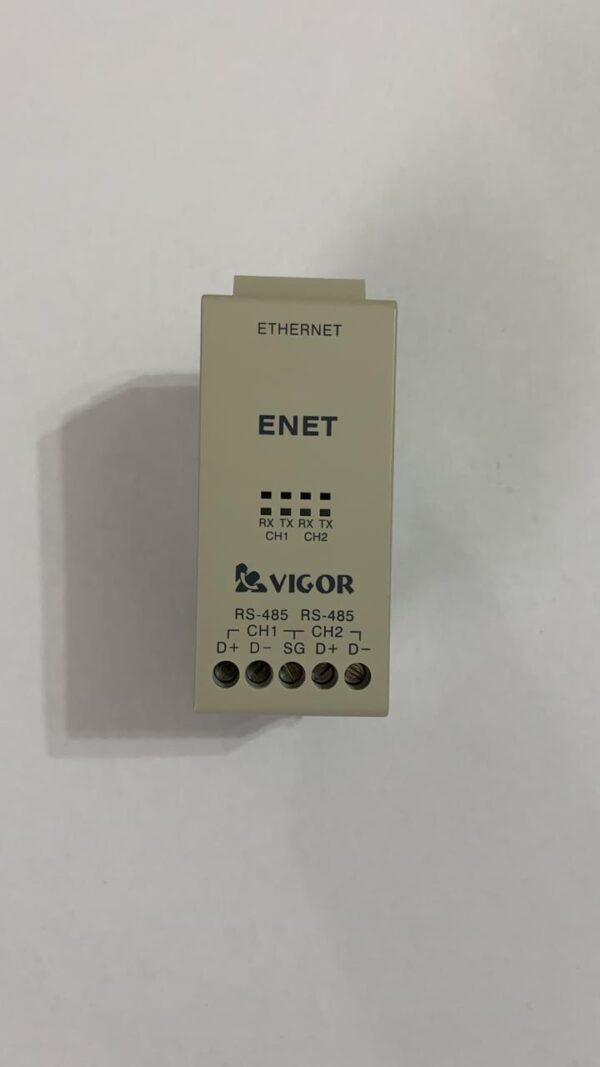 ETHERNET
ENET
RX TX RX TX
CH1 CH2
VIGOR
RS-485 RS-485
CH1 CH2
D+ D- SG D+ D-